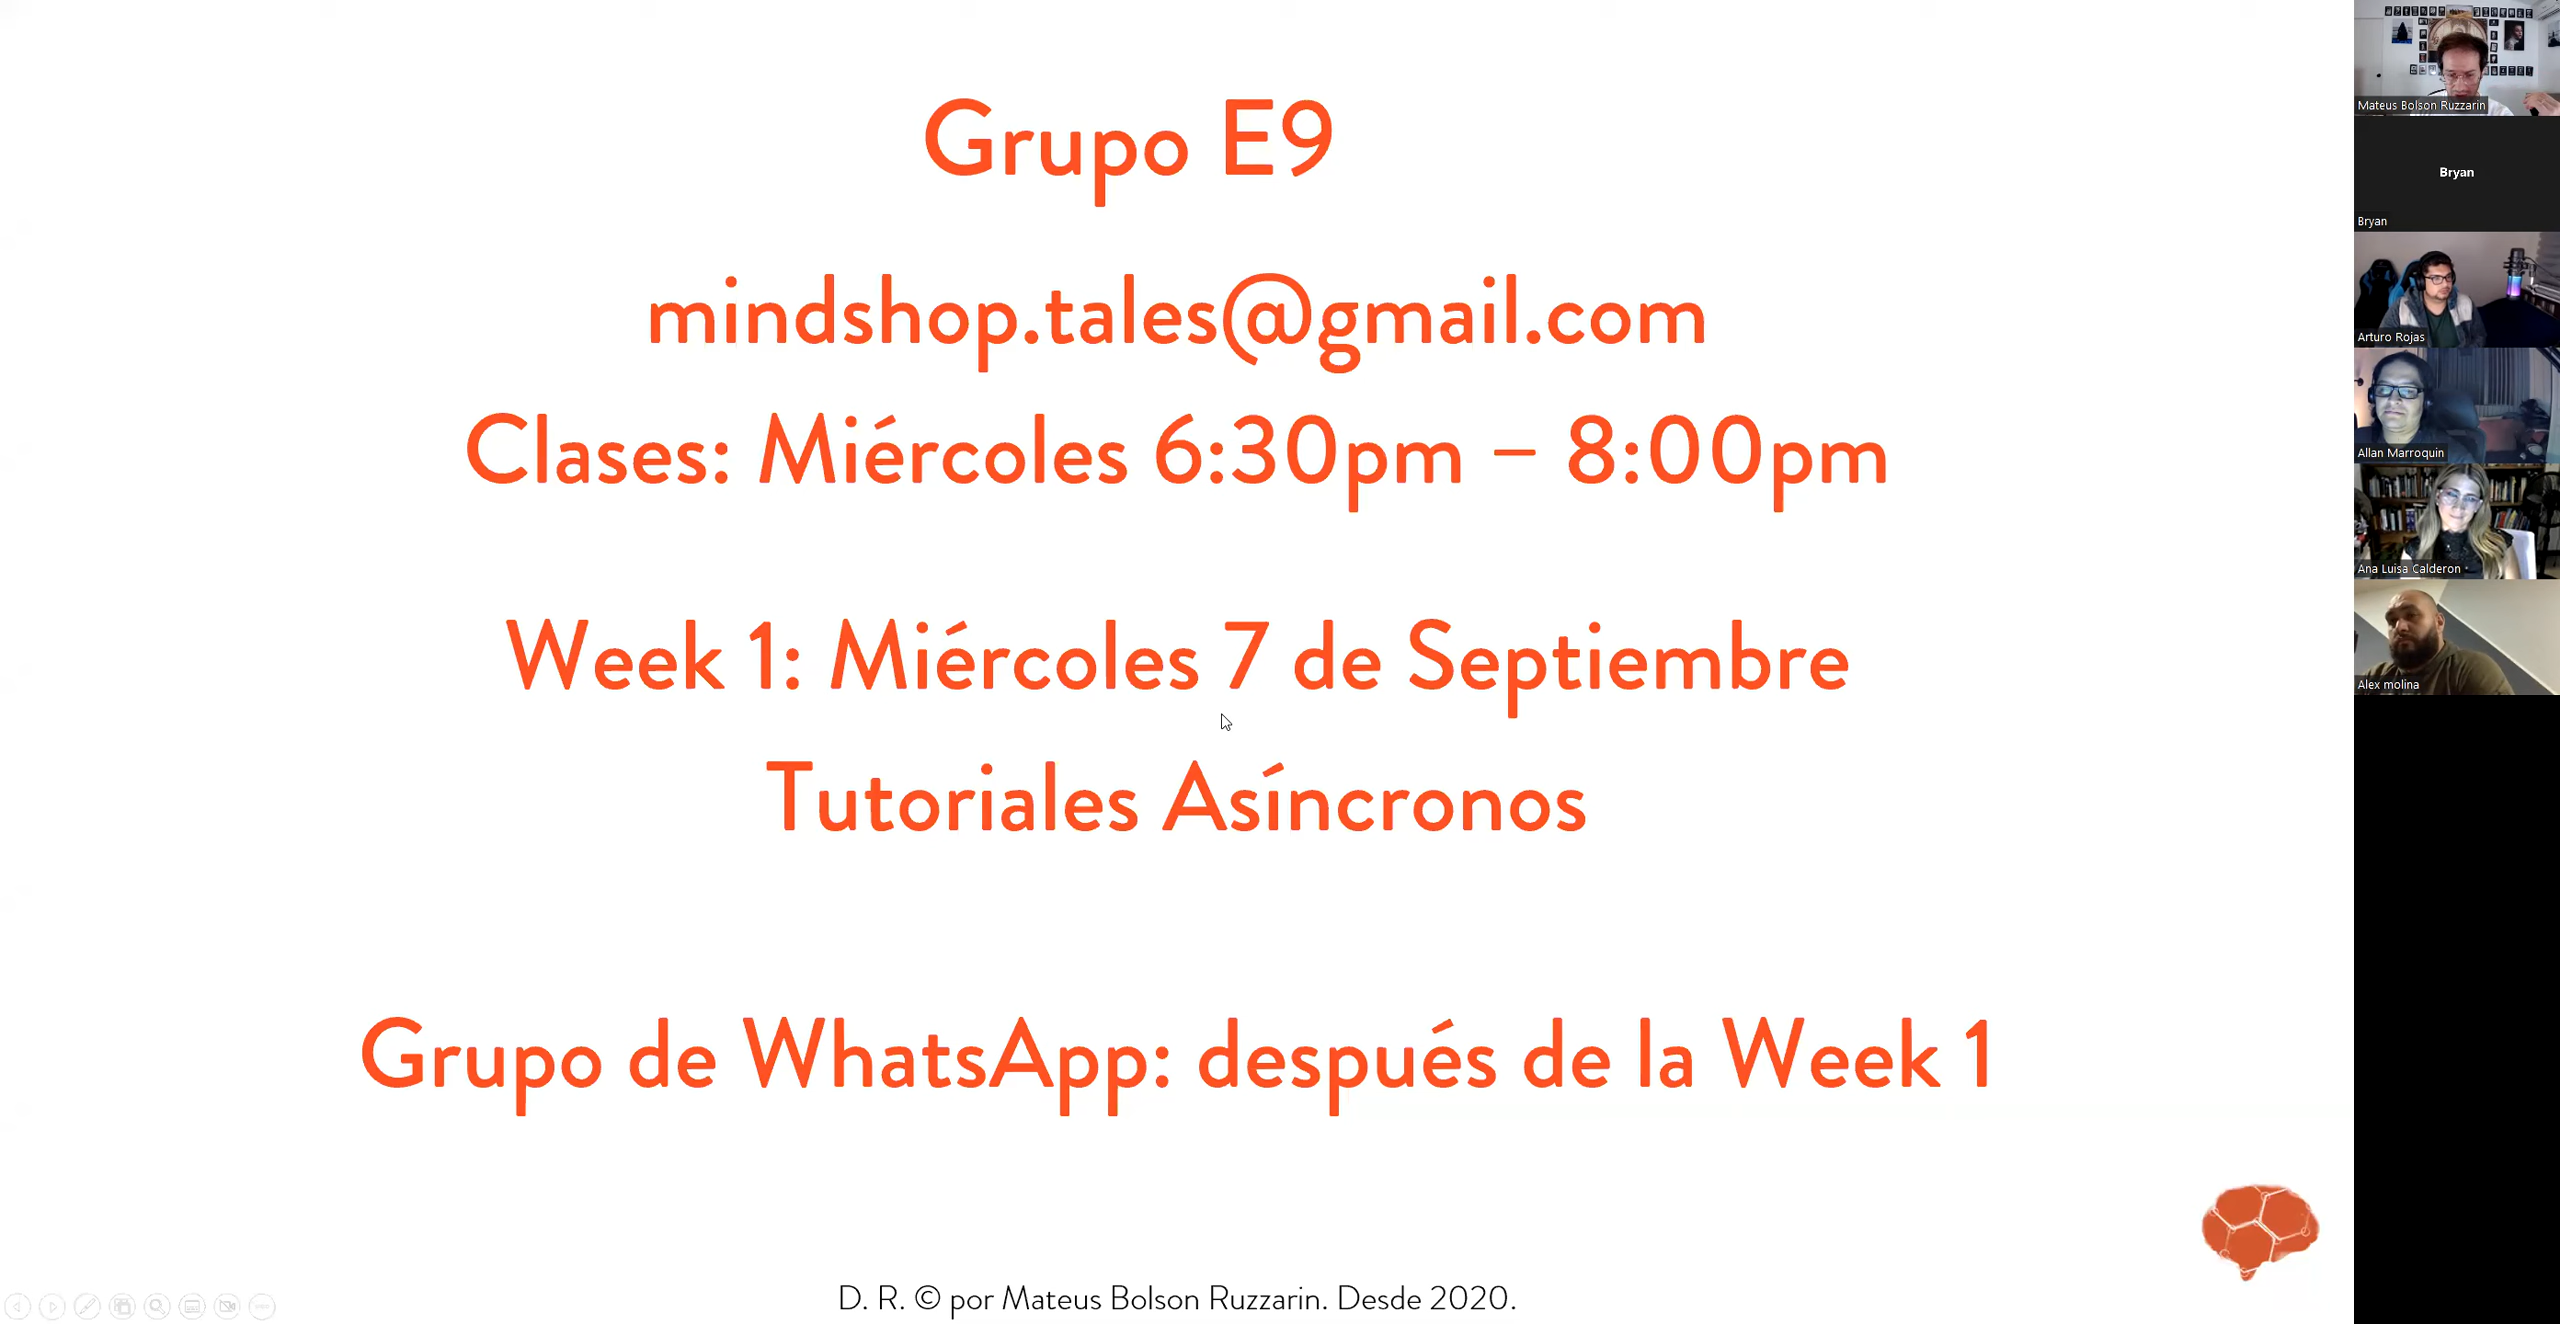 Grupo E9
mindshop.tales@gmail.com
Clases: Miércoles 6:30pm – 8:00pm
Week 1: Miércoles 7 de Septiembre
Tutoriales Asíncronos
Grupo de WhatsApp: después de la Week 1
D. R. © por Mateus Bolson Ruzzarin. Desde 2020.
Mateus Bolson Ruzzarin
Bryan
Bryan
Arturo Rojas
Allan Marroquin
Ana Luisa Calderon
Alex molina